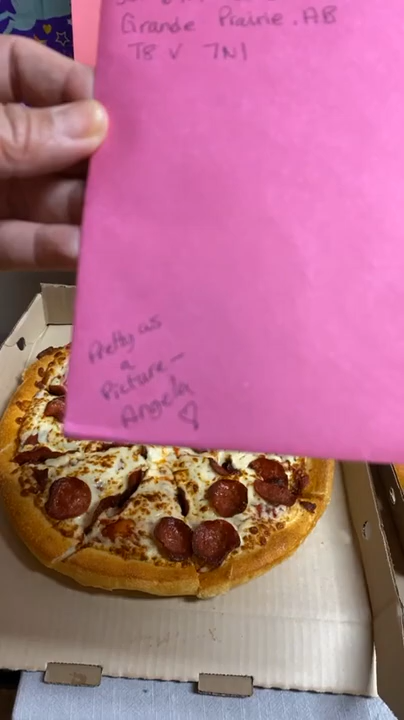 Grande Prairie, AB
T8V 7N1
Pretty as
a
Picture -
Angela ♡